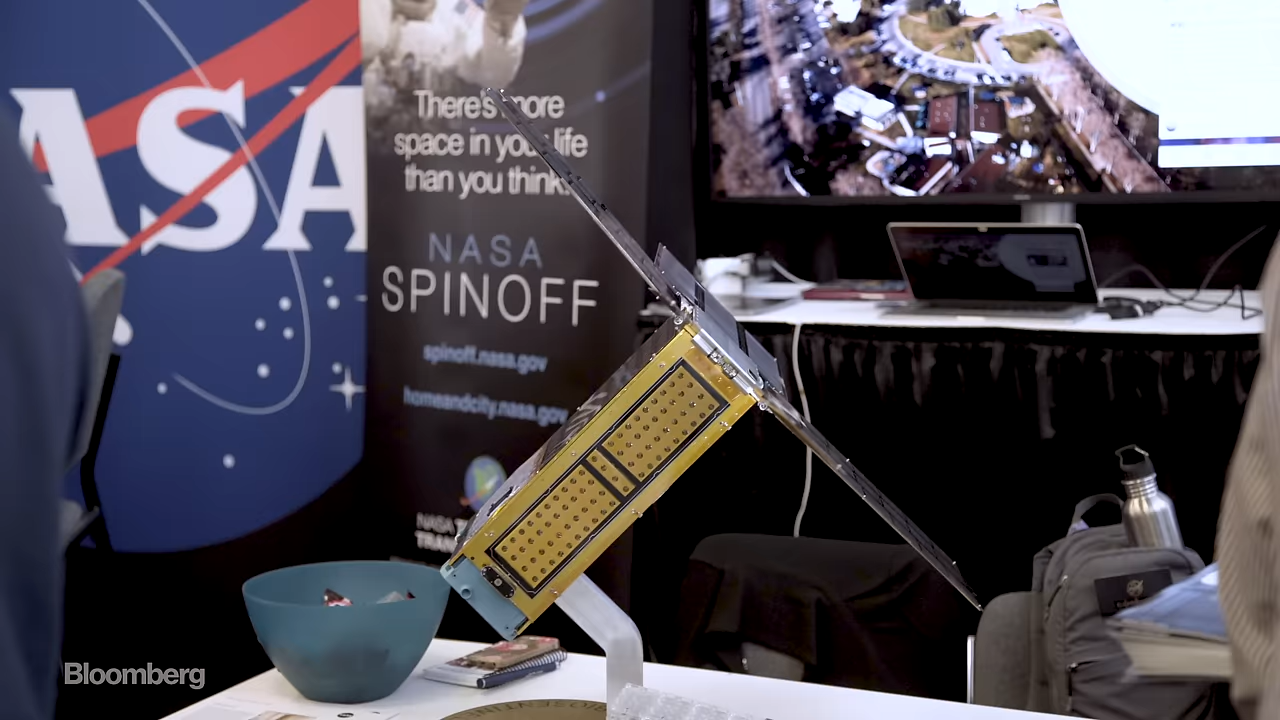 NASA
There's more
space in your life
than you think.
NASA
SPINOFF
spinoff.nasa.gov
homeandcity.nasa.gov
NASA
Bloomberg